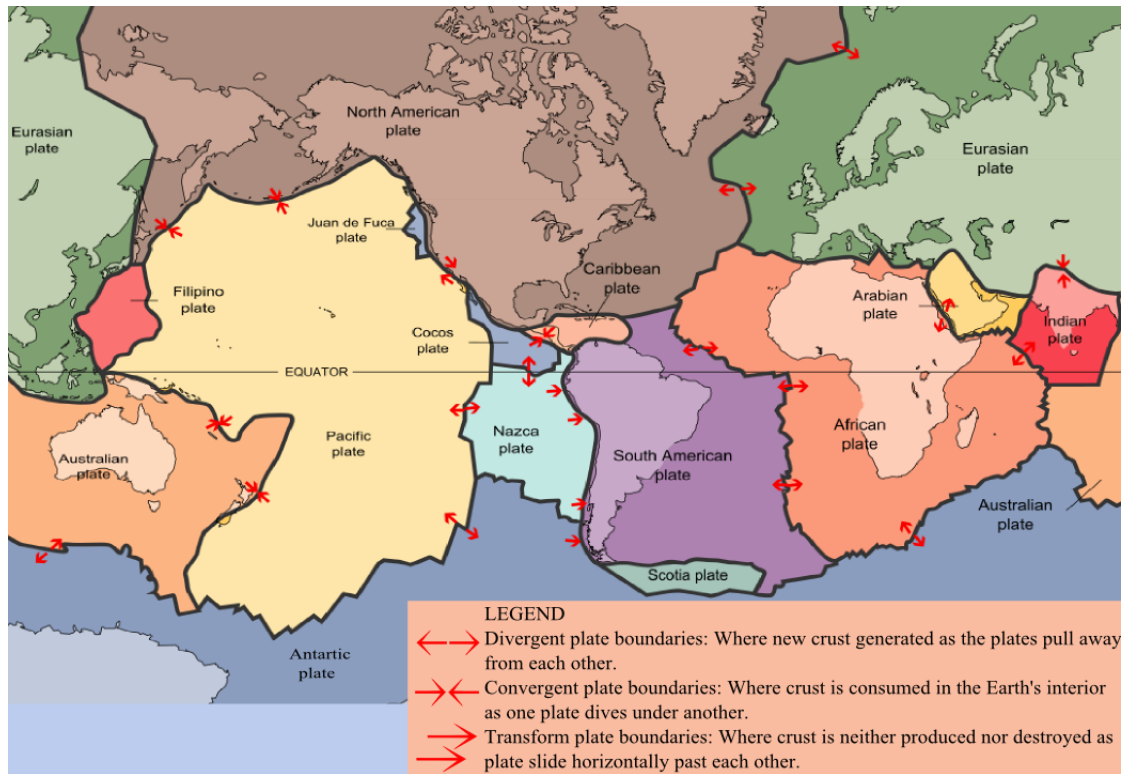 North American
plate
Eurasian
plate
Eurasian
plate
Juan de Fuca
plate
Caribbean
plate
Filipino
plate
Arabian
plate
Cocos
plate
Indian
plate
EQUATOR
Pacific
plate
Nazca
plate
African
plate
Australian
plate
South American
plate
Australian
plate
Scotia plate
Antartic
plate
LEGEND
Divergent plate boundaries: Where new crust generated as the plates pull away
from each other.
Convergent plate boundaries: Where crust is consumed in the Earth's interior
as one plate dives under another.
Transform plate boundaries: Where crust is neither produced nor destroyed as
plate slide horizontally past each other.